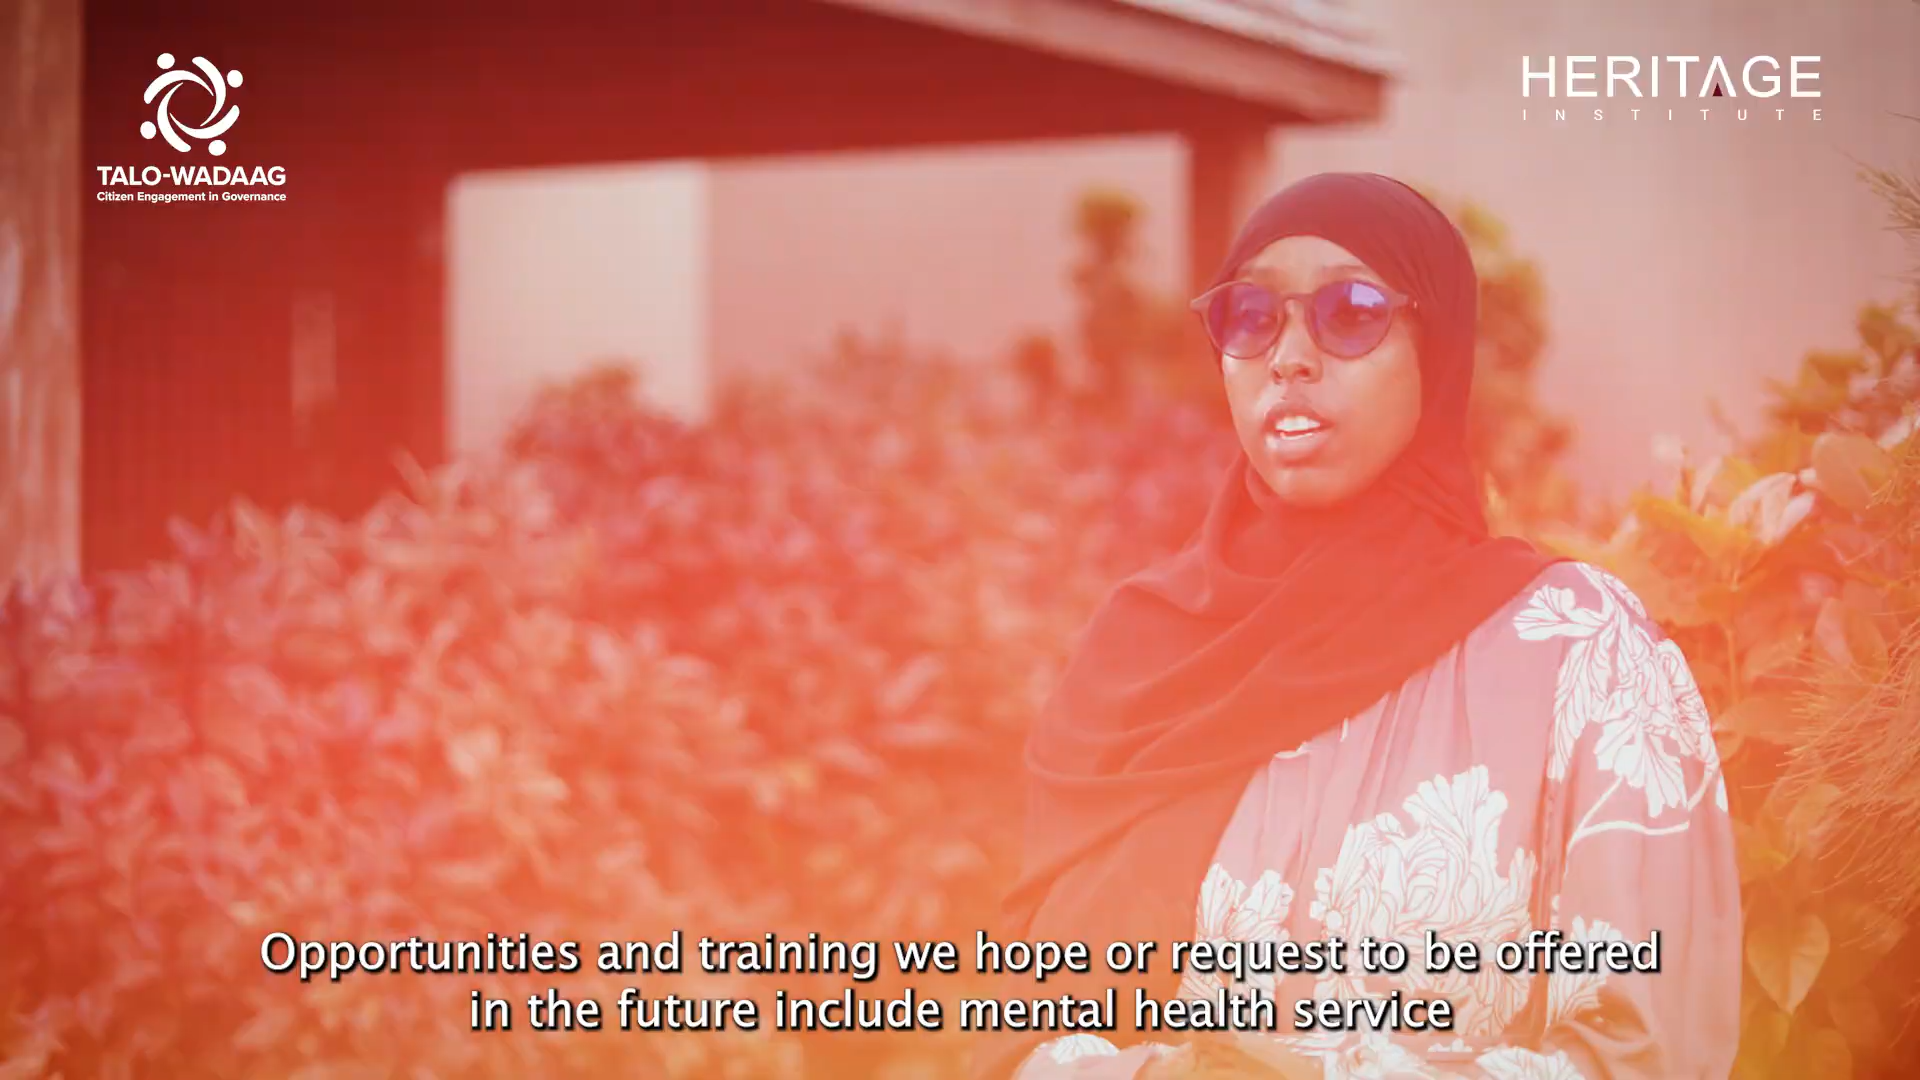 TALO-WADAAG
Citizen Engagement in Governance
HERITAGE
INSTITUTE
Opportunities and training we hope or request to be offered
in the future include mental health service